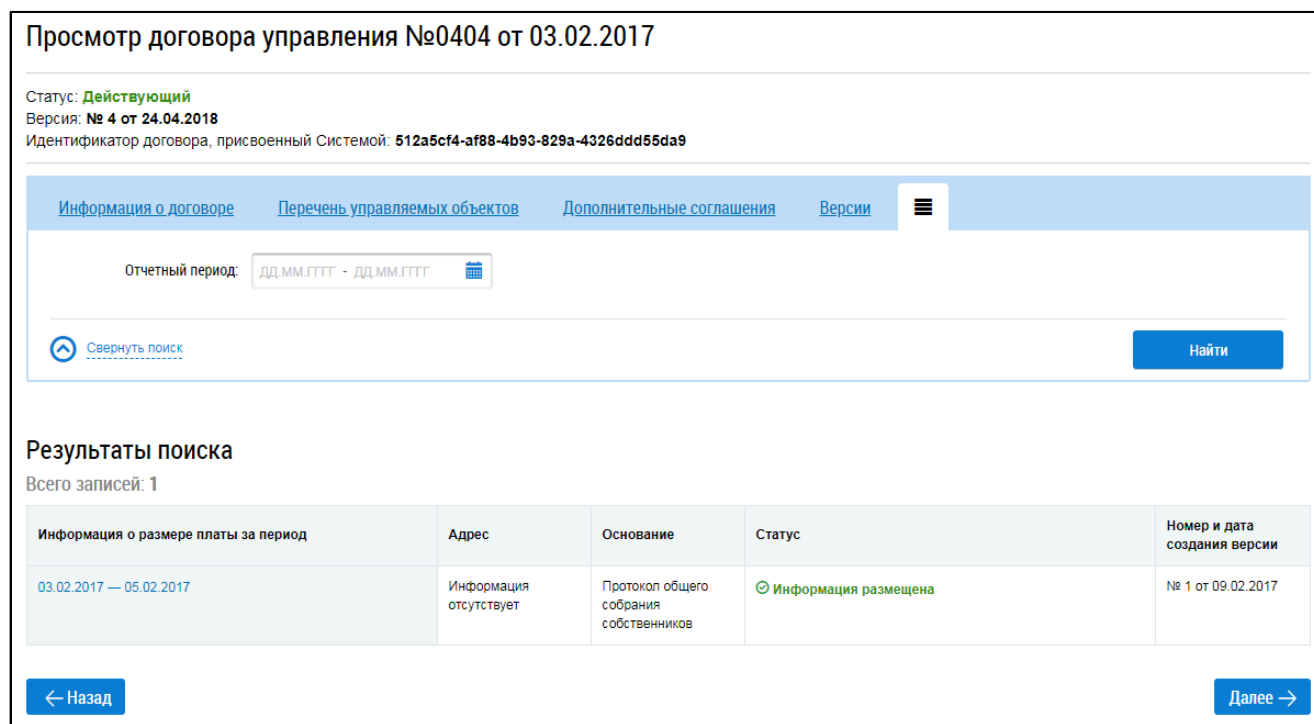 Просмотр договора управления №0404 от 03.02.2017
Статус: Действующий
Версия: № 4 от 24.04.2018
Идентификатор договора, присвоенный Системой: 512a5cf4-af88-4b93-829a-4326ddd55da9
Информация о договоре Перечень управляемых объектов Дополнительные соглашения Версии
Отчетный период: ДД.ММ.ГГГГ - ДД.ММ.ГГГГ
Свернуть поиск Найти
Результаты поиска
Всего записей: 1
Информация о размере платы за период Адрес Основание Статус Номер и дата
создания версии
03.02.2017 — 05.02.2017 Информация Протокол общего Информация размещена № 1 от 09.02.2017
отсутствует собрания
собственников
← Назад Далее →